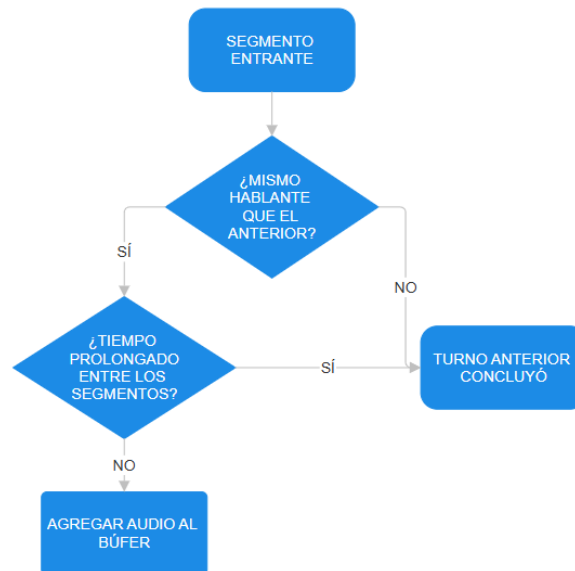 SEGMENTO
ENTRANTE
¿MISMO
HABLANTE
QUE EL
ANTERIOR?
SÍ
NO
¿TIEMPO
PROLONGADO
ENTRE LOS
SEGMENTOS?
SÍ
TURNO ANTERIOR
CONCLUYÓ
NO
AGREGAR AUDIO AL
BÚFER